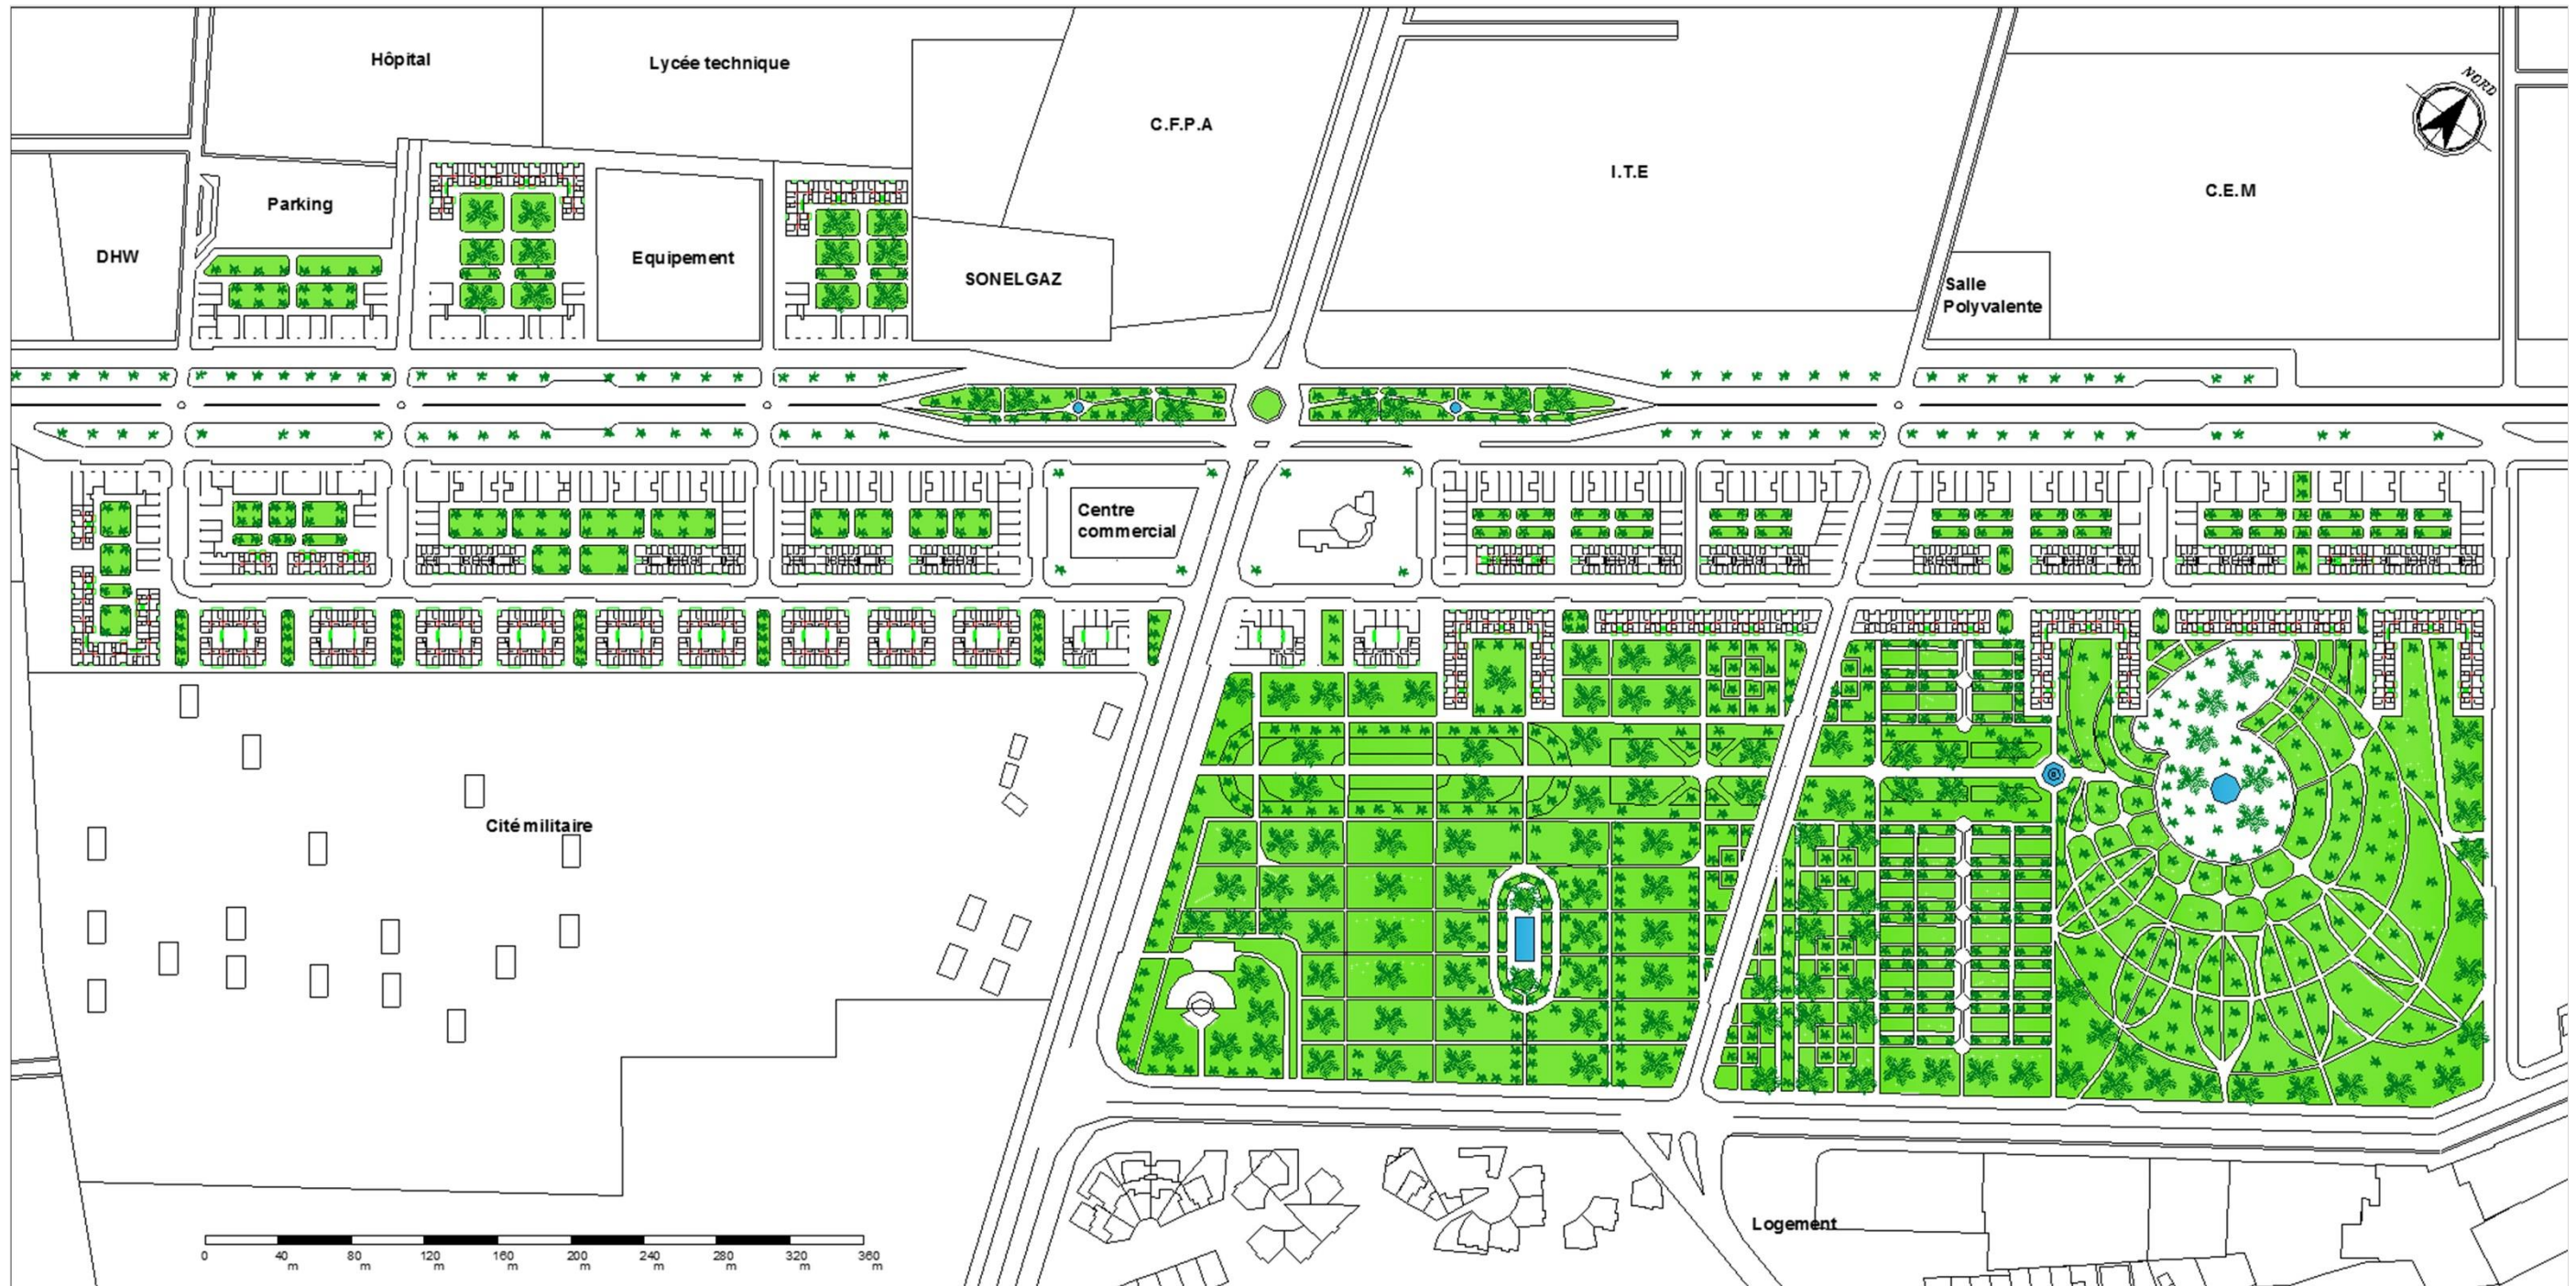 Hôpital
Lycée technique
C.F.P.A
I.T.E
C.E.M
NORD
Parking
DHW
Equipement
SONELGAZ
Salle
Polyvalente
Centre
commercial
Cité militaire
Logement
0 40 80 120 160 200 240 280 320 360
m m m m m m m m m